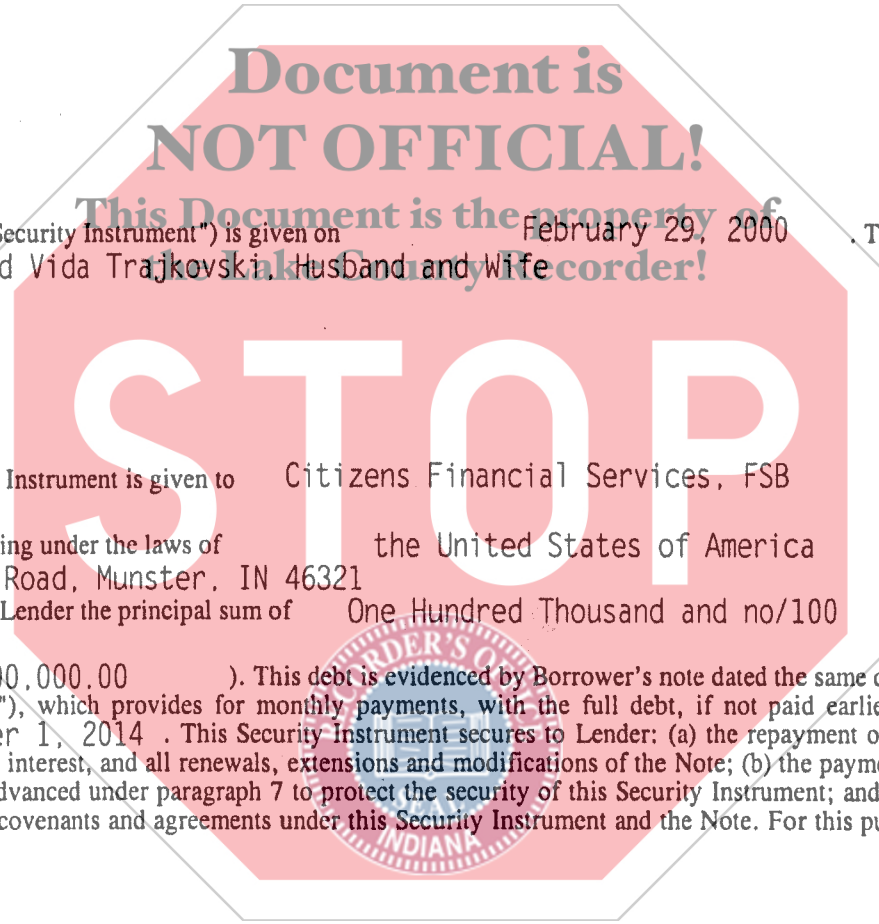 Document is
NOT OFFICIAL!
This Document is the property of
the Lake County Recorder!
Security Instrument") is given on February 29, 2000 . T
d Vida Trajkovski, Husband and Wife
STOP
Instrument is given to Citizens Financial Services, FSB
ing under the laws of the United States of America
Road, Munster, IN 46321
Lender the principal sum of One Hundred Thousand and no/100
00,000.00 ). This debt is evidenced by Borrower's note dated the same d
"), which provides for monthly payments, with the full debt, if not paid earlie
er 1, 2014 . This Security Instrument secures to Lender: (a) the repayment o
interest, and all renewals, extensions and modifications of the Note; (b) the payme
dvanced under paragraph 7 to protect the security of this Security Instrument; and
covenants and agreements under this Security Instrument and the Note. For this pu
RECORDER'S OFFICE
SEAL
INDIANA